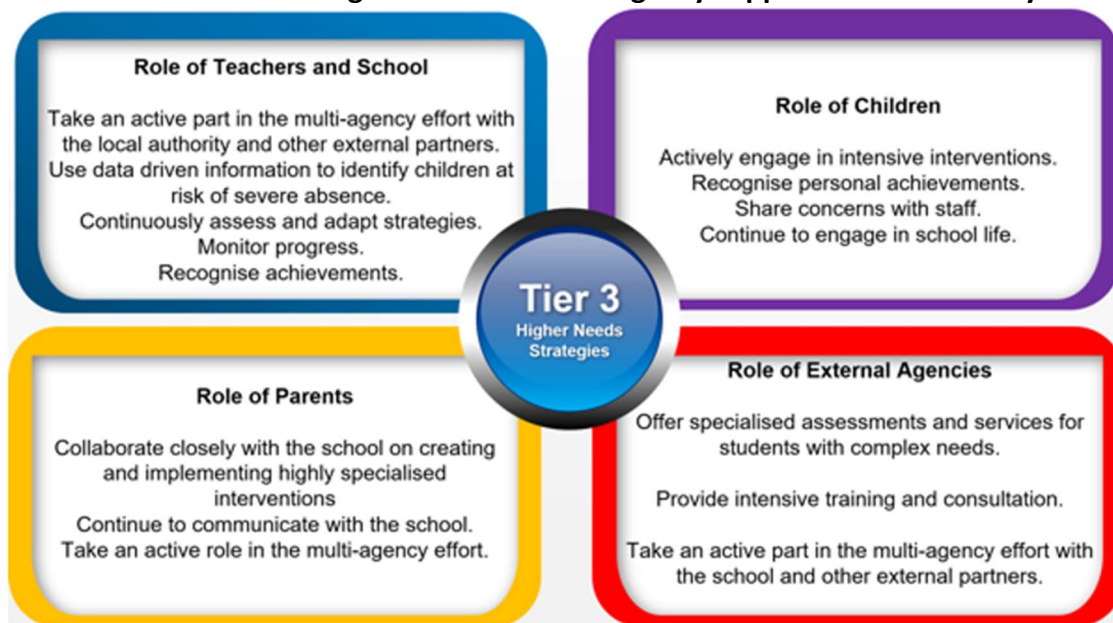 Role of Teachers and School
Take an active part in the multi-agency effort with
the local authority and other external partners.
Use data driven information to identify children at
risk of severe absence.
Continuously assess and adapt strategies.
Monitor progress.
Recognise achievements.
Role of Children
Actively engage in intensive interventions.
Recognise personal achievements.
Share concerns with staff.
Continue to engage in school life.
Tier 3
Higher Needs
Strategies
Role of Parents
Collaborate closely with the school on creating
and implementing highly specialised
interventions
Continue to communicate with the school.
Take an active role in the multi-agency effort.
Role of External Agencies
Offer specialised assessments and services for
students with complex needs.
Provide intensive training and consultation.
Take an active part in the multi-agency effort with
the school and other external partners.